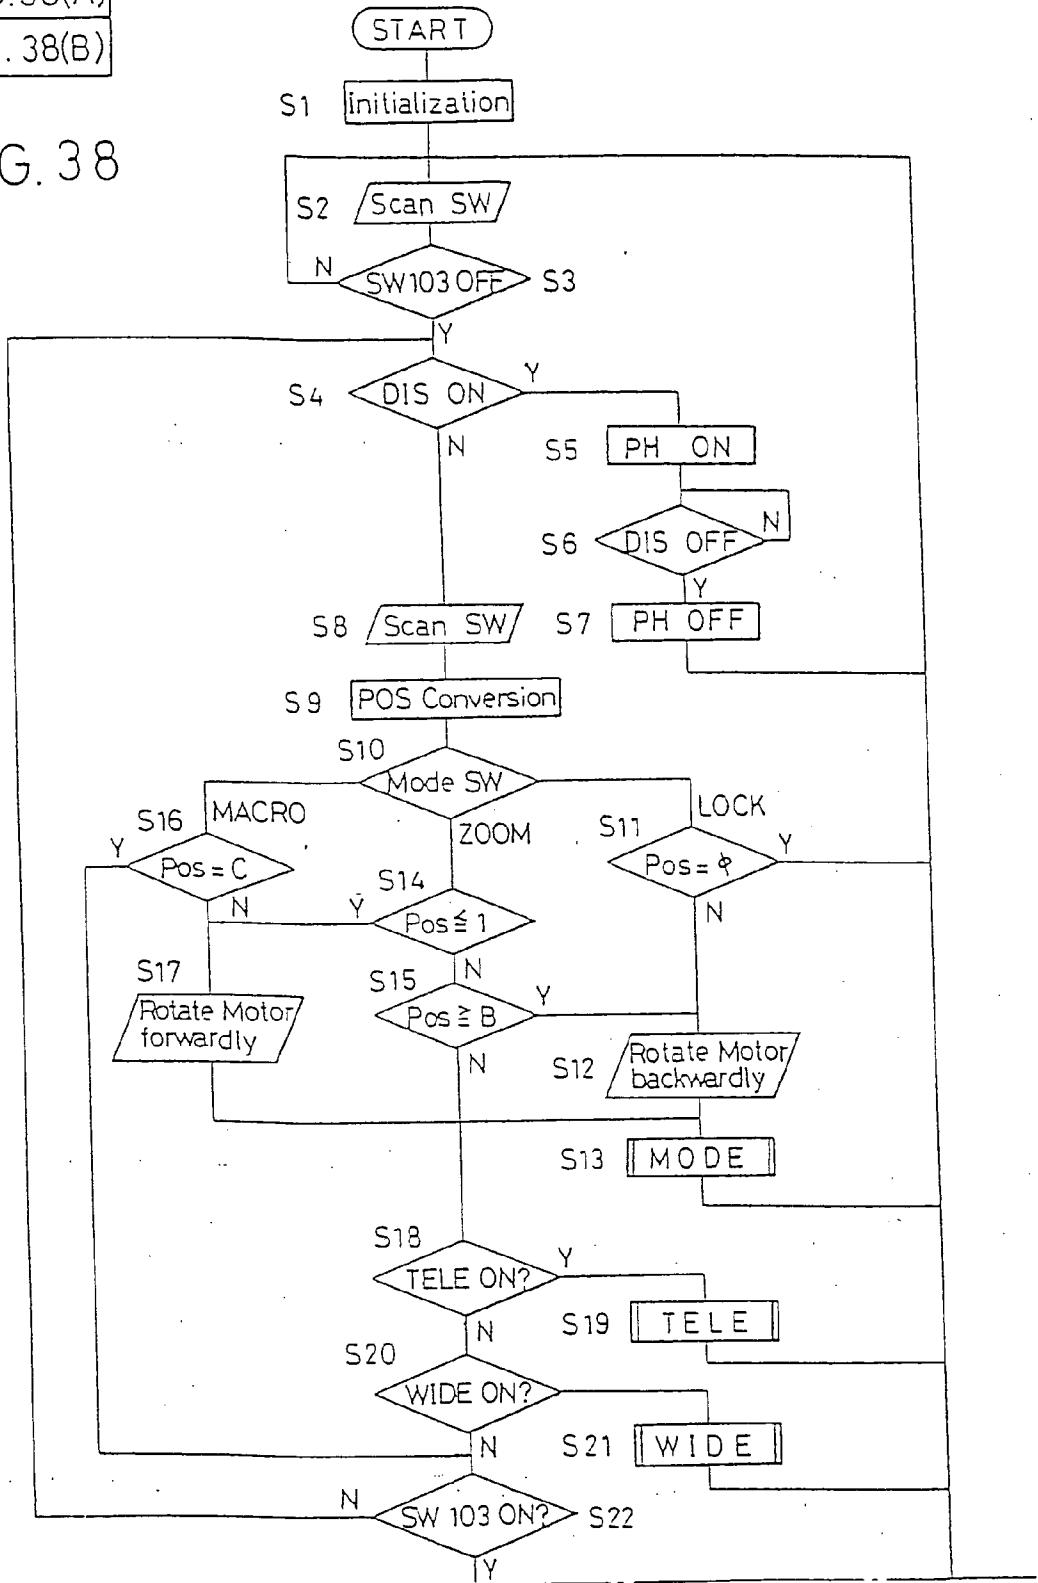 . 38(B)
G. 38
START
S1 Initialization
S2 Scan SW
N SW103 OFF S3
Y
S4 DIS ON Y
N
S5 PH ON
S6 DIS OFF N
Y
S7 PH OFF
S8 Scan SW
S9 POS Conversion
S10 Mode SW
MACRO
ZOOM
LOCK
S16 Y Pos = C
N
S11 Pos = φ Y
N
S14 Y Pos ≦ 1
N
S15 Pos ≧ B Y
N
S17 Rotate Motor
forwardly
S12 Rotate Motor
backwardly
S13 MODE
S18 TELE ON? Y
N
S19 TELE
S20 WIDE ON?
N
S21 WIDE
N SW 103 ON? S22
Y